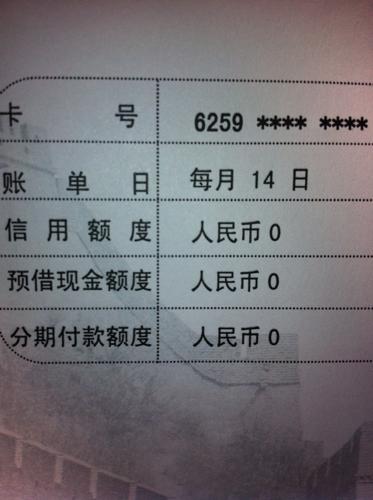 卡 号 6259 **** ****
账 单 日 每月 14 日
信 用 额 度 人民币 0
预借现金额度 人民币 0
分期付款额度 人民币 0